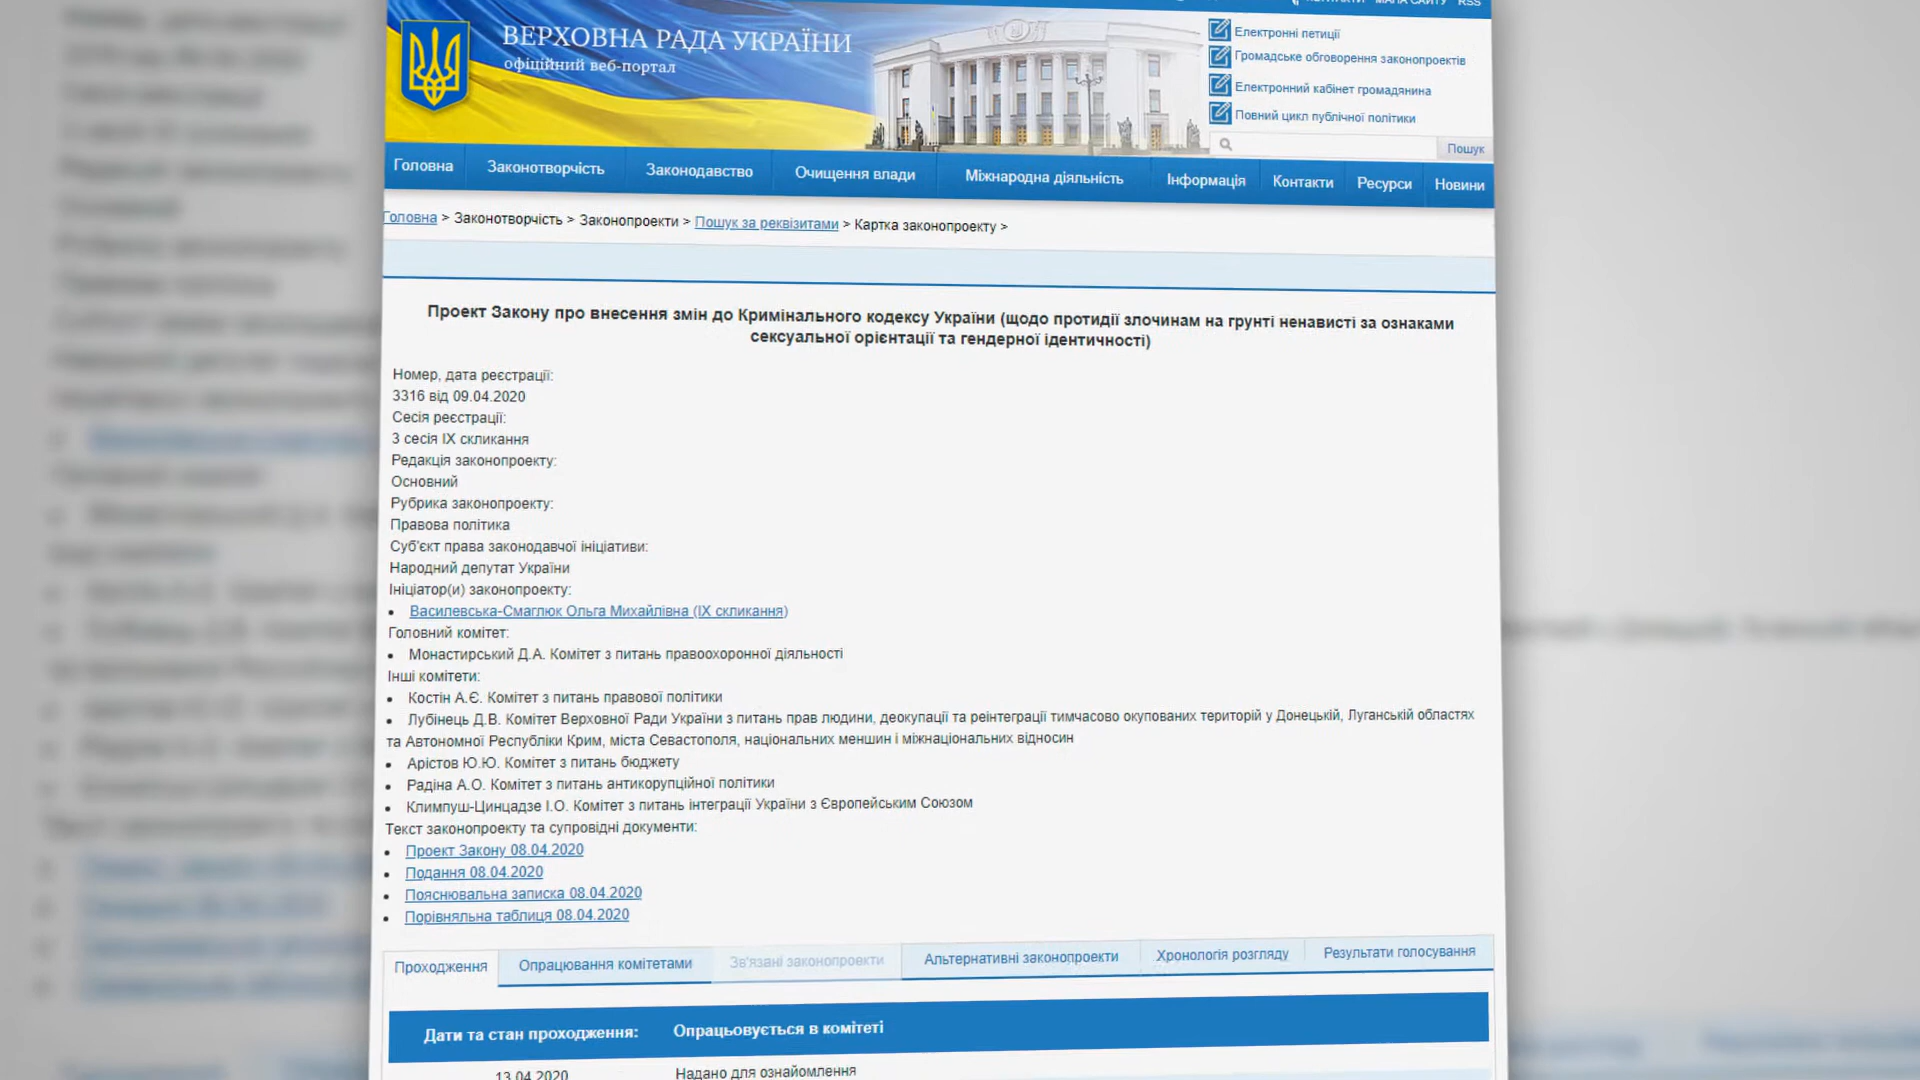 КОНТАКТИ МАПА САЙТУ RSS
ВЕРХОВНА РАДА УКРАЇНИ
офіційний веб-портал
Електронні петиції
Громадське обговорення законопроектів
Електронний кабінет громадянина
Повний цикл публічної політики
Пошук
Головна Законотворчість Законодавство Очищення влади Міжнародна діяльність Інформація Контакти Ресурси Новини
Головна > Законотворчість > Законопроекти > Пошук за реквізитами > Картка законопроекту >
Проект Закону про внесення змін до Кримінального кодексу України (щодо протидії злочинам на грунті ненависті за ознаками
сексуальної орієнтації та гендерної ідентичності)
Номер, дата реєстрації:
3316 від 09.04.2020
Сесія реєстрації:
3 сесія IX скликання
Редакція законопроекту:
Основний
Рубрика законопроекту:
Правова політика
Суб'єкт права законодавчої ініціативи:
Народний депутат України
Ініціатор(и) законопроекту:
• Василевська-Смаглюк Ольга Михайлівна (IX скликання)
Головний комітет:
• Монастирський Д.А. Комітет з питань правоохоронної діяльності
Інші комітети:
• Костін А.Є. Комітет з питань правової політики
• Лубінець Д.В. Комітет Верховної Ради України з питань прав людини, деокупації та реінтеграції тимчасово окупованих територій у Донецькій, Луганській областях
та Автономної Республіки Крим, міста Севастополя, національних меншин і міжнаціональних відносин
• Арістов Ю.Ю. Комітет з питань бюджету
• Радіна А.О. Комітет з питань антикорупційної політики
• Климпуш-Цинцадзе І.О. Комітет з питань інтеграції України з Європейським Союзом
Текст законопроекту та супровідні документи:
• Проект Закону 08.04.2020
• Подання 08.04.2020
• Пояснювальна записка 08.04.2020
• Порівняльна таблиця 08.04.2020
Проходження Опрацювання комітетами Зв'язані законопроекти Альтернативні законопроекти Хронологія розгляду Результати голосування
Дати та стан проходження: Опрацьовується в комітеті
13.04.2020 Надано для ознайомлення